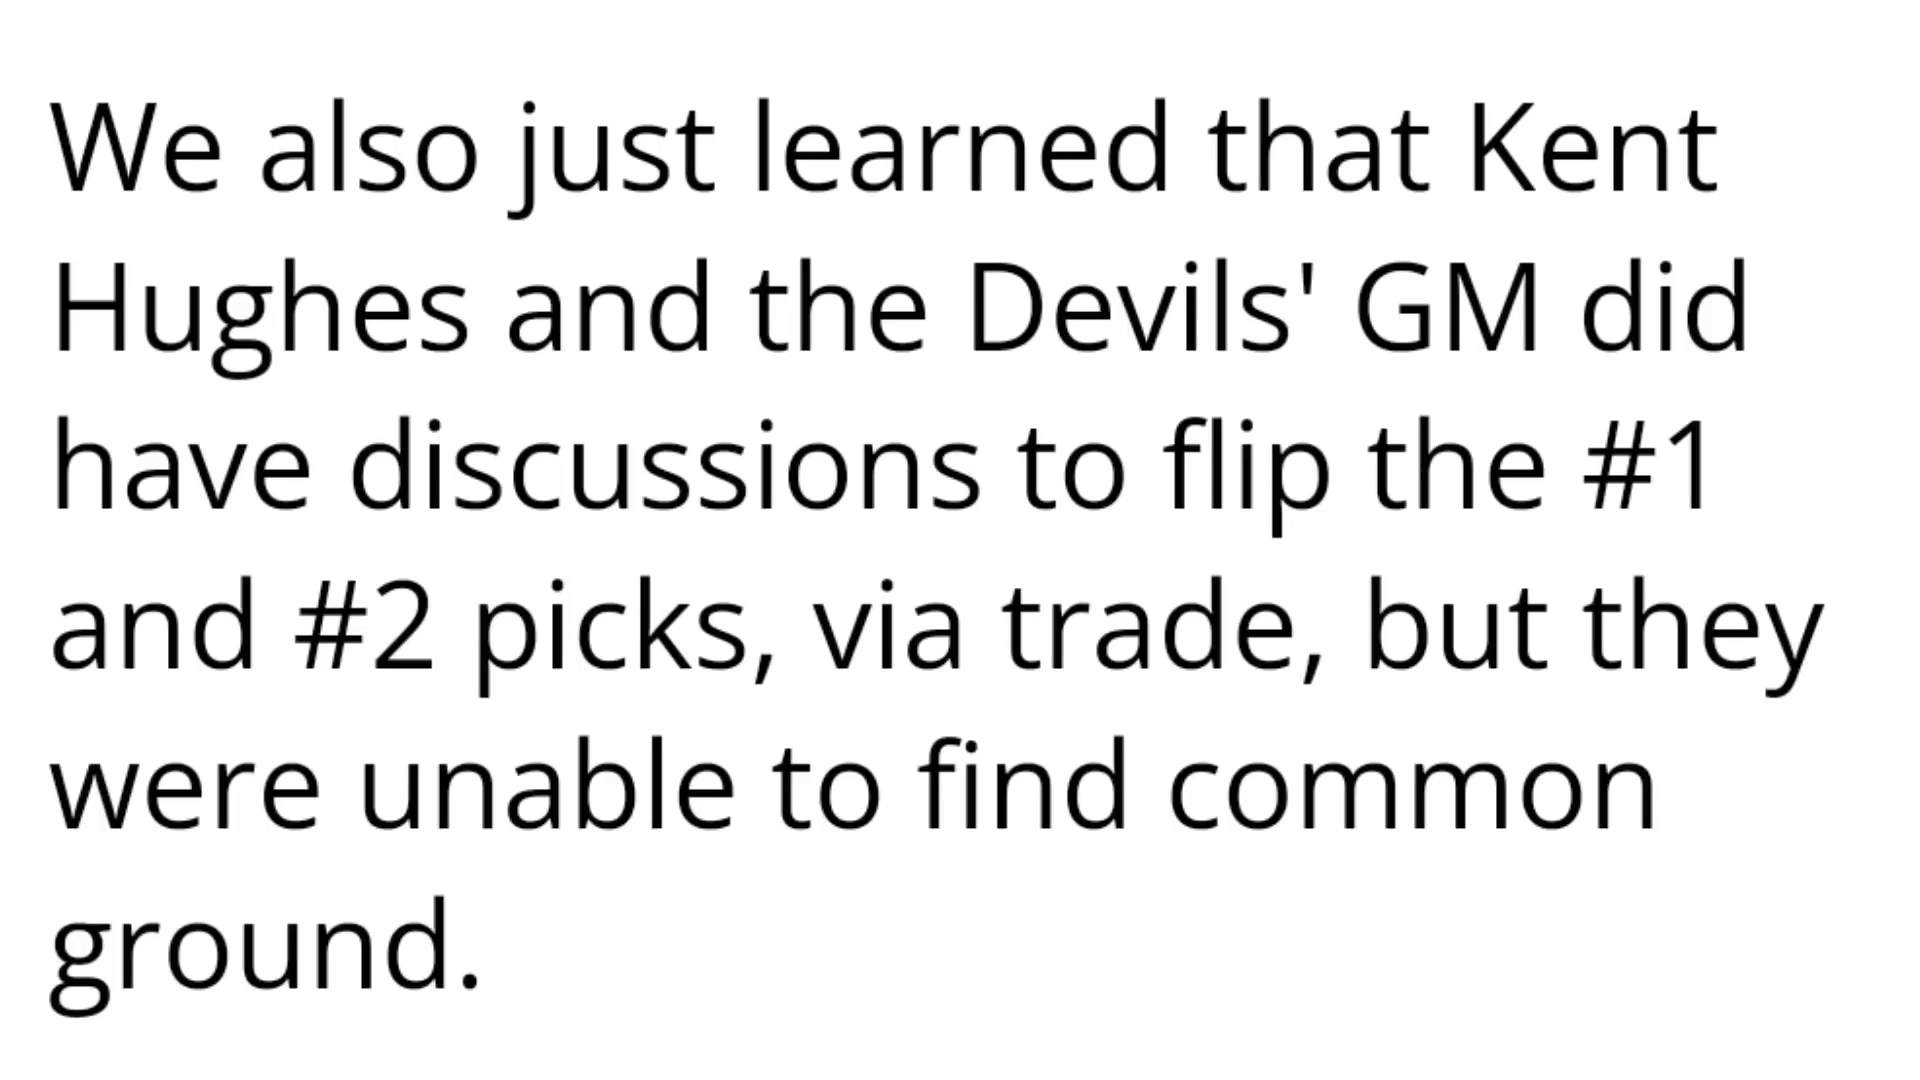 We also just learned that Kent
Hughes and the Devils' GM did
have discussions to flip the #1
and #2 picks, via trade, but they
were unable to find common
ground.